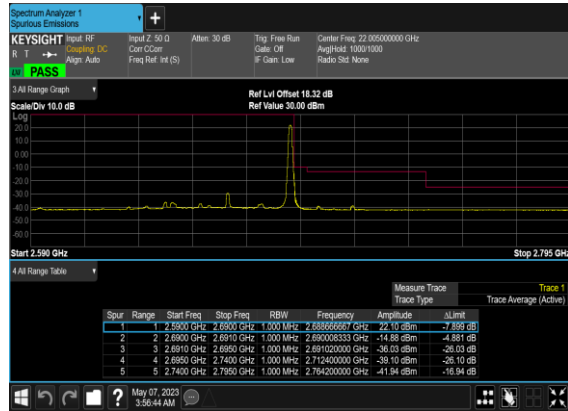 Spectrum Analyzer 1
Spurious Emissions
+
KEYSIGHT Input: RF Input Z: 50 Ω Atten: 30 dB Trig: Free Run Center Freq: 22.005000000 GHz
R T Coupling: DC Corr CCorr Gate: Off Avg|Hold: 1000/1000
Align: Auto Freq Ref: Int (S) IF Gain: Low Radio Std: None
PASS
3 All Range Graph
Ref Lvl Offset 18.32 dB
Scale/Div 10.0 dB Ref Value 30.00 dBm
Log
20.0
10.0
0.00
-10.0
-20.0
-30.0
-40.0
-50.0
-60.0
Start 2.590 GHz Stop 2.795 GHz
4 All Range Table
Measure Trace Trace 1
Trace Type Trace Average (Active)
Spur Range Start Freq Stop Freq RBW Frequency Amplitude ΔLimit
1 1 2.5900 GHz 2.6900 GHz 1.000 MHz 2.688666667 GHz 22.10 dBm -7.899 dB
2 2 2.6900 GHz 2.6910 GHz 1.000 MHz 2.690008333 GHz -14.88 dBm -4.881 dB
3 3 2.6910 GHz 2.6950 GHz 1.000 MHz 2.691020000 GHz -36.03 dBm -26.03 dB
4 4 2.6950 GHz 2.7400 GHz 1.000 MHz 2.712400000 GHz -39.10 dBm -26.10 dB
5 5 2.7400 GHz 2.7950 GHz 1.000 MHz 2.764200000 GHz -41.94 dBm -16.94 dB
?
May 07, 2023
3:56:44 AM